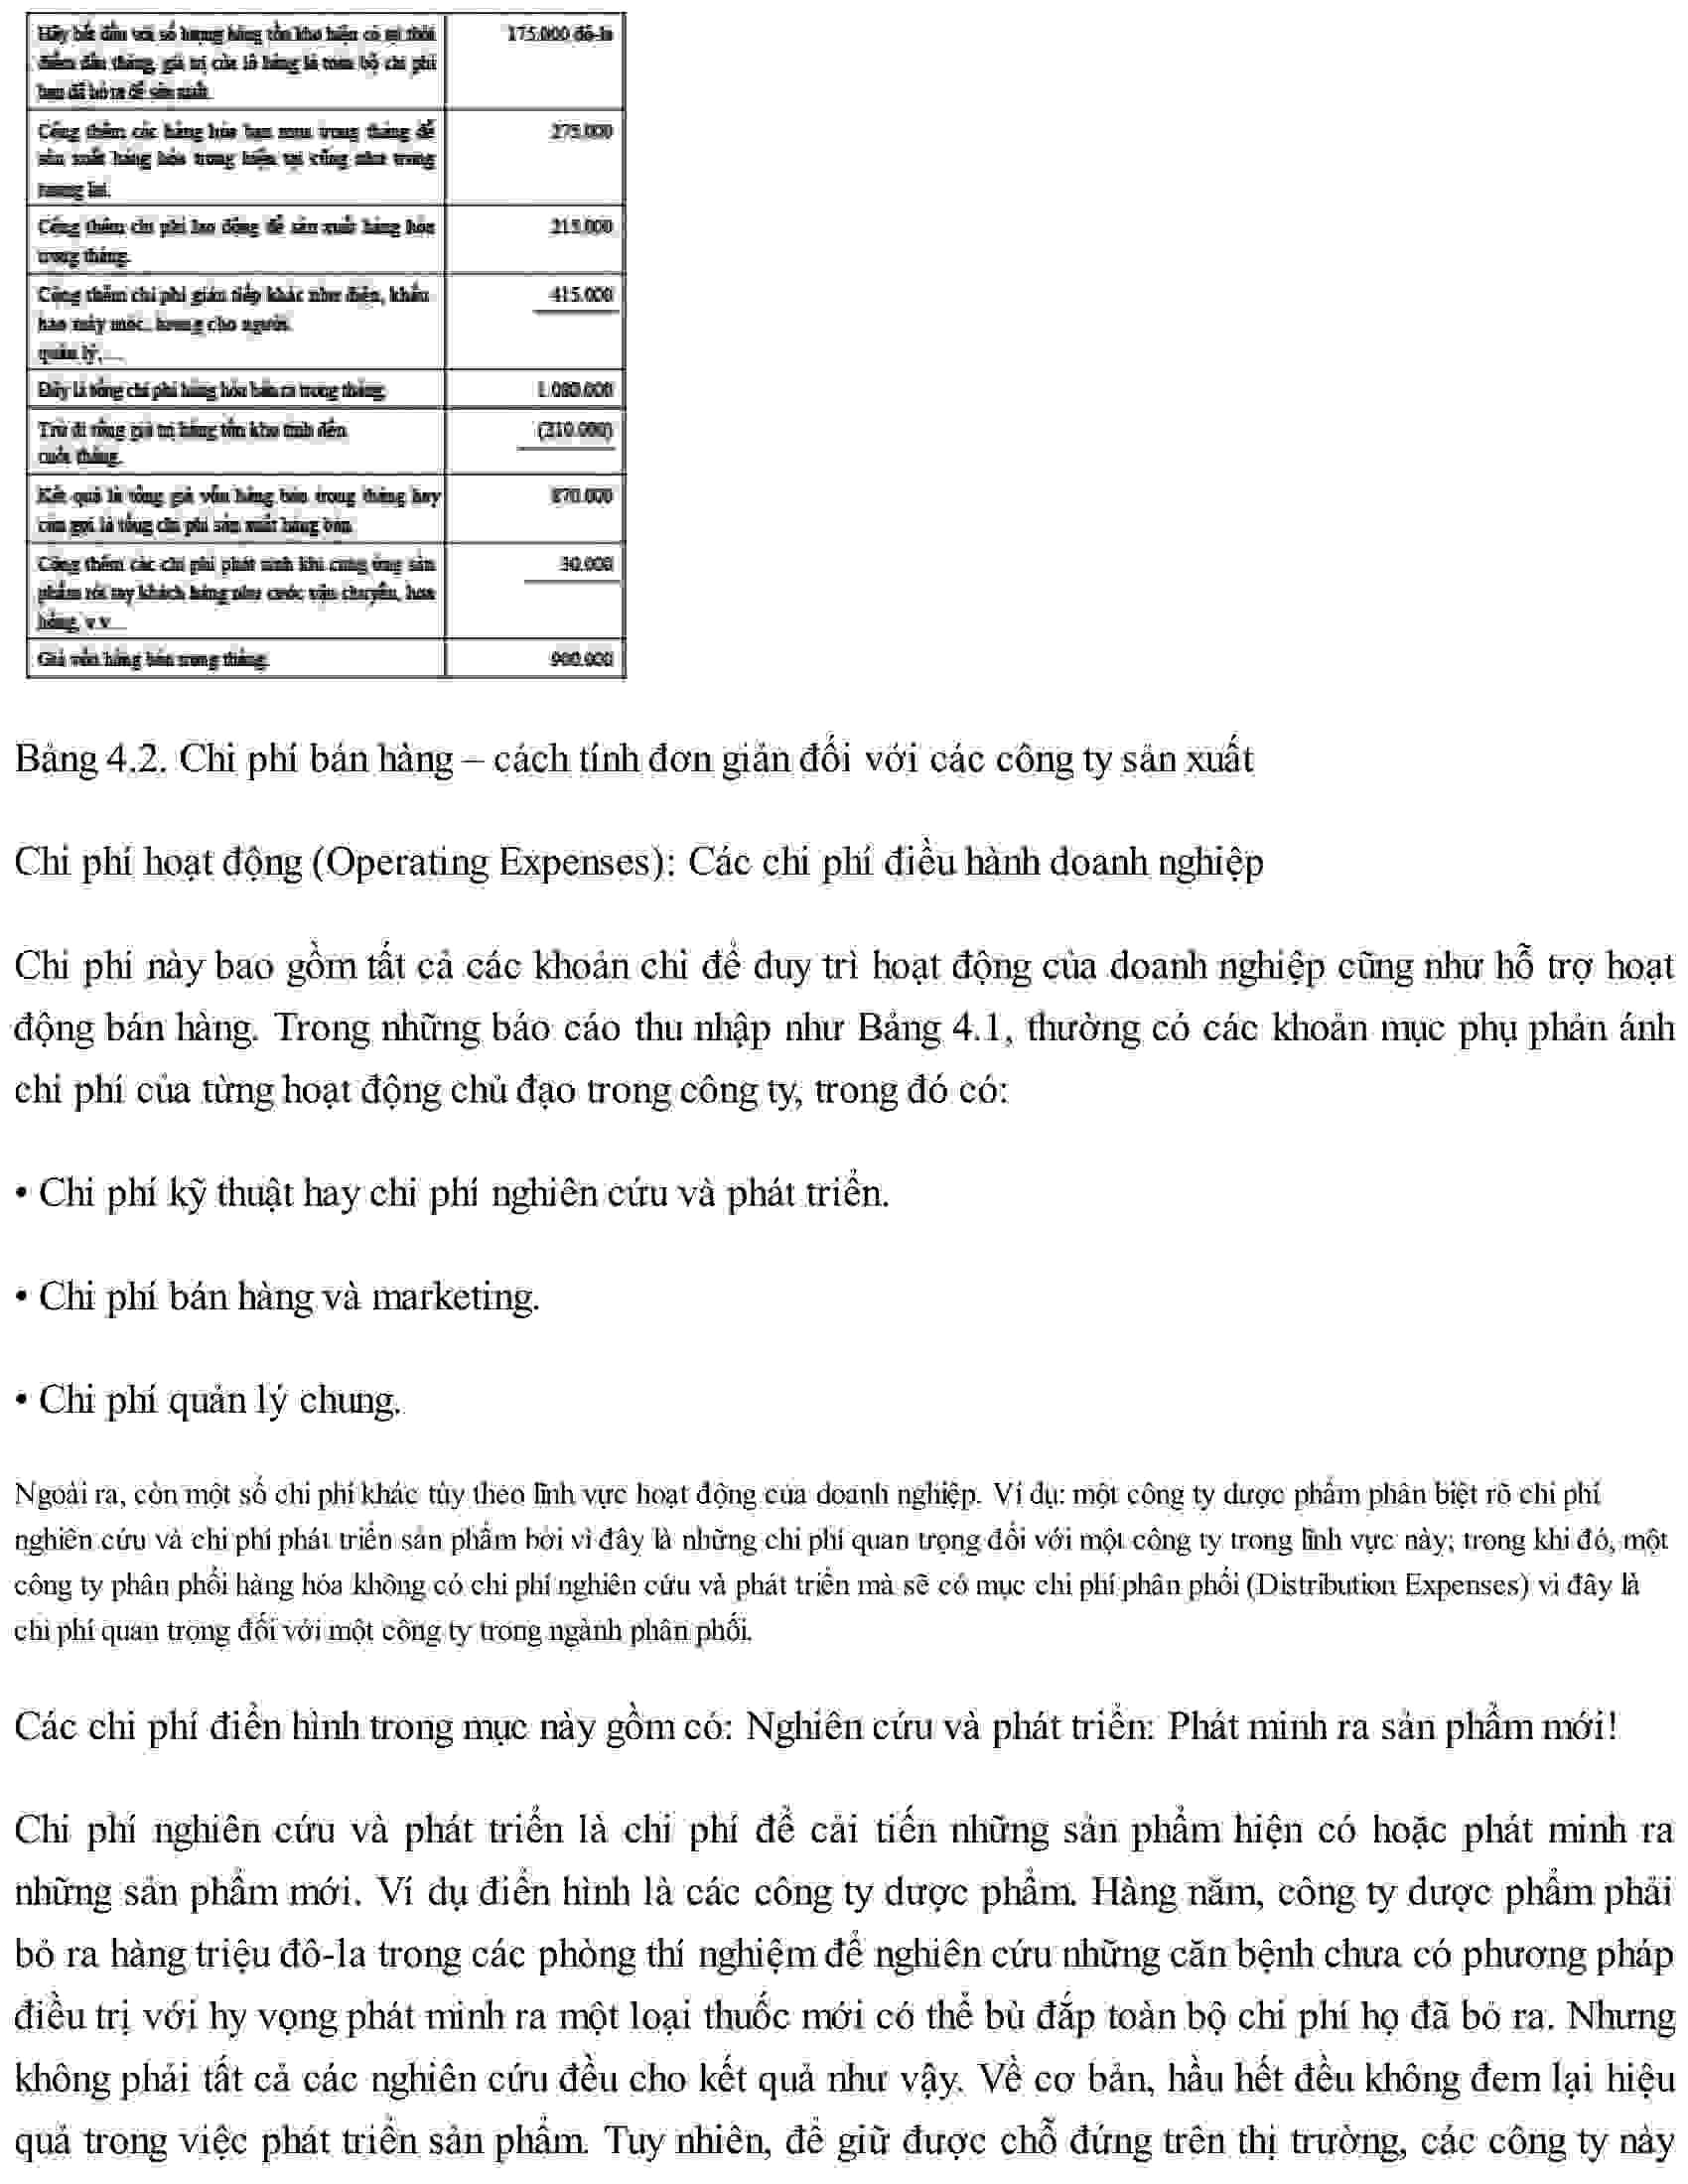 Hãy bắt đầu với số lượng hàng tồn kho hiện có tại thời
điểm đầu tháng, giá trị của lô hàng là toàn bộ chi phí
bạn đã bỏ ra để sản xuất.
175.000 đô-la
Cộng thêm các hàng hóa bạn mua trong tháng để
sản xuất hàng hóa trong hiện tại cũng như trong
tương lai.
275.000
Cộng thêm chi phí lao động để sản xuất hàng hóa
trong tháng.
215.000
Cộng thêm chi phí gián tiếp khác như điện, khấu
hao máy móc, lương cho người
quản lý,...
415.000
Đây là tổng chi phí hàng hóa bán ra trong tháng.
1.080.000
Trừ đi tổng giá trị hàng tồn kho tính đến
cuối tháng.
(210.000)
Kết quả là tổng giá vốn hàng bán trong tháng hay
còn gọi là tổng chi phí sản xuất hàng bán.
870.000
Cộng thêm các chi phí phát sinh khi cung ứng sản
phẩm tới tay khách hàng như cước vận chuyển, hoa
hồng, v.v...
30.000
Giá vốn hàng bán trong tháng.
900.000
Bảng 4.2. Chi phí bán hàng – cách tính đơn giản đối với các công ty sản xuất
Chi phí hoạt động (Operating Expenses): Các chi phí điều hành doanh nghiệp
Chi phí này bao gồm tất cả các khoản chi để duy trì hoạt động của doanh nghiệp cũng như hỗ trợ hoạt
động bán hàng. Trong những báo cáo thu nhập như Bảng 4.1, thường có các khoản mục phụ phản ánh
chi phí của từng hoạt động chủ đạo trong công ty, trong đó có:
• Chi phí kỹ thuật hay chi phí nghiên cứu và phát triển.
• Chi phí bán hàng và marketing.
• Chi phí quản lý chung.
Ngoài ra, còn một số chi phí khác tùy theo lĩnh vực hoạt động của doanh nghiệp. Ví dụ: một công ty dược phẩm phân biệt rõ chi phí
nghiên cứu và chi phí phát triển sản phẩm bởi vì đây là những chi phí quan trọng đối với một công ty trong lĩnh vực này; trong khi đó, một
công ty phân phối hàng hóa không có chi phí nghiên cứu và phát triển mà sẽ có mục chi phí phân phối (Distribution Expenses) vì đây là
chi phí quan trọng đối với một công ty trong ngành phân phối.
Các chi phí điển hình trong mục này gồm có: Nghiên cứu và phát triển: Phát minh ra sản phẩm mới!
Chi phí nghiên cứu và phát triển là chi phí để cải tiến những sản phẩm hiện có hoặc phát minh ra
những sản phẩm mới. Ví dụ điển hình là các công ty dược phẩm. Hàng năm, công ty dược phẩm phải
bỏ ra hàng triệu đô-la trong các phòng thí nghiệm để nghiên cứu những căn bệnh chưa có phương pháp
điều trị với hy vọng phát minh ra một loại thuốc mới có thể bù đắp toàn bộ chi phí họ đã bỏ ra. Nhưng
không phải tất cả các nghiên cứu đều cho kết quả như vậy. Về cơ bản, hầu hết đều không đem lại hiệu
quả trong việc phát triển sản phẩm. Tuy nhiên, để giữ được chỗ đứng trên thị trường, các công ty này